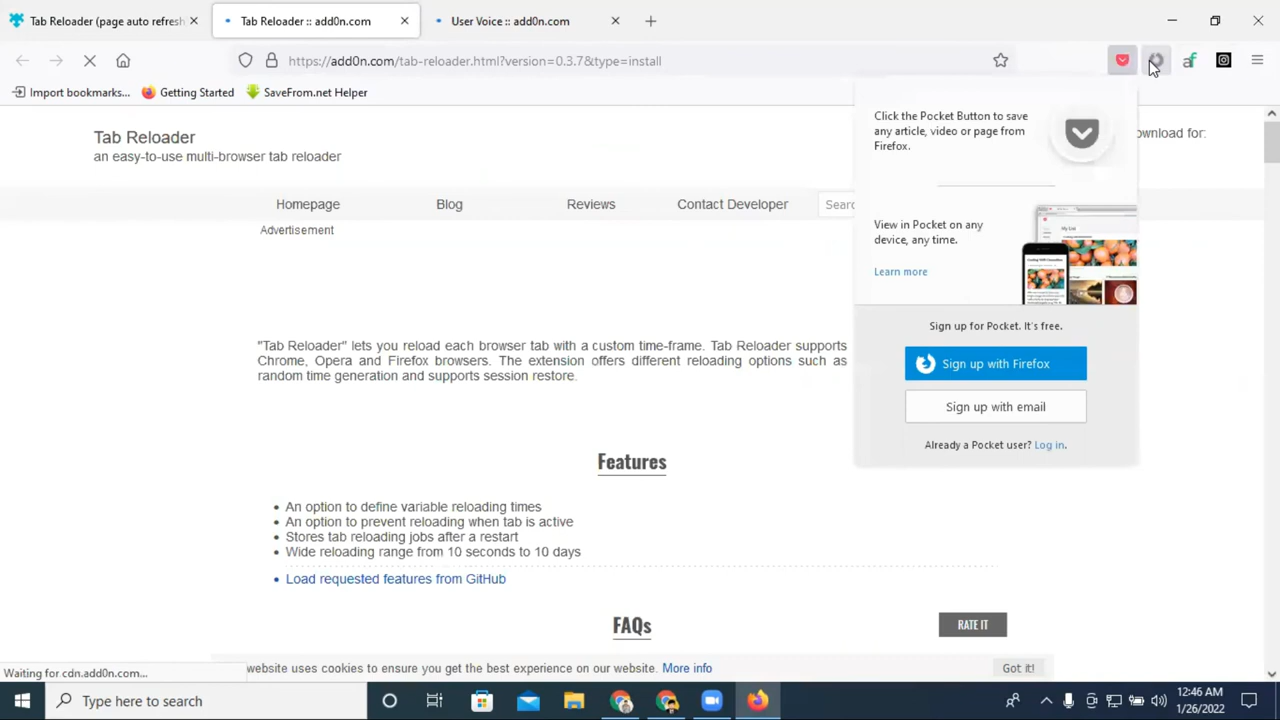 Tab Reloader (page auto refresh
Tab Reloader :: add0n.com
User Voice :: add0n.com
https://add0n.com/tab-reloader.html?version=0.3.7&type=install
af
Import bookmarks...
Getting Started
SaveFrom.net Helper
Tab Reloader
an easy-to-use multi-browser tab reloader
ownload for:
Homepage
Blog
Reviews
Contact Developer
Searc
Advertisement
Click the Pocket Button to save
any article, video or page from
Firefox.
View in Pocket on any
device, any time.
Learn more
My List
Sign up for Pocket. It's free.
Sign up with Firefox
Sign up with email
Already a Pocket user? Log in.
"Tab Reloader" lets you reload each browser tab with a custom time-frame. Tab Reloader supports
Chrome, Opera and Firefox browsers. The extension offers different reloading options such as
random time generation and supports session restore.
Features
An option to define variable reloading times
An option to prevent reloading when tab is active
Stores tab reloading jobs after a restart
Wide reloading range from 10 seconds to 10 days
Load requested features from GitHub
FAQs
RATE IT
website uses cookies to ensure you get the best experience on our website. More info
Got it!
Waiting for cdn.add0n.com...
Type here to search
12:46 AM
1/26/2022